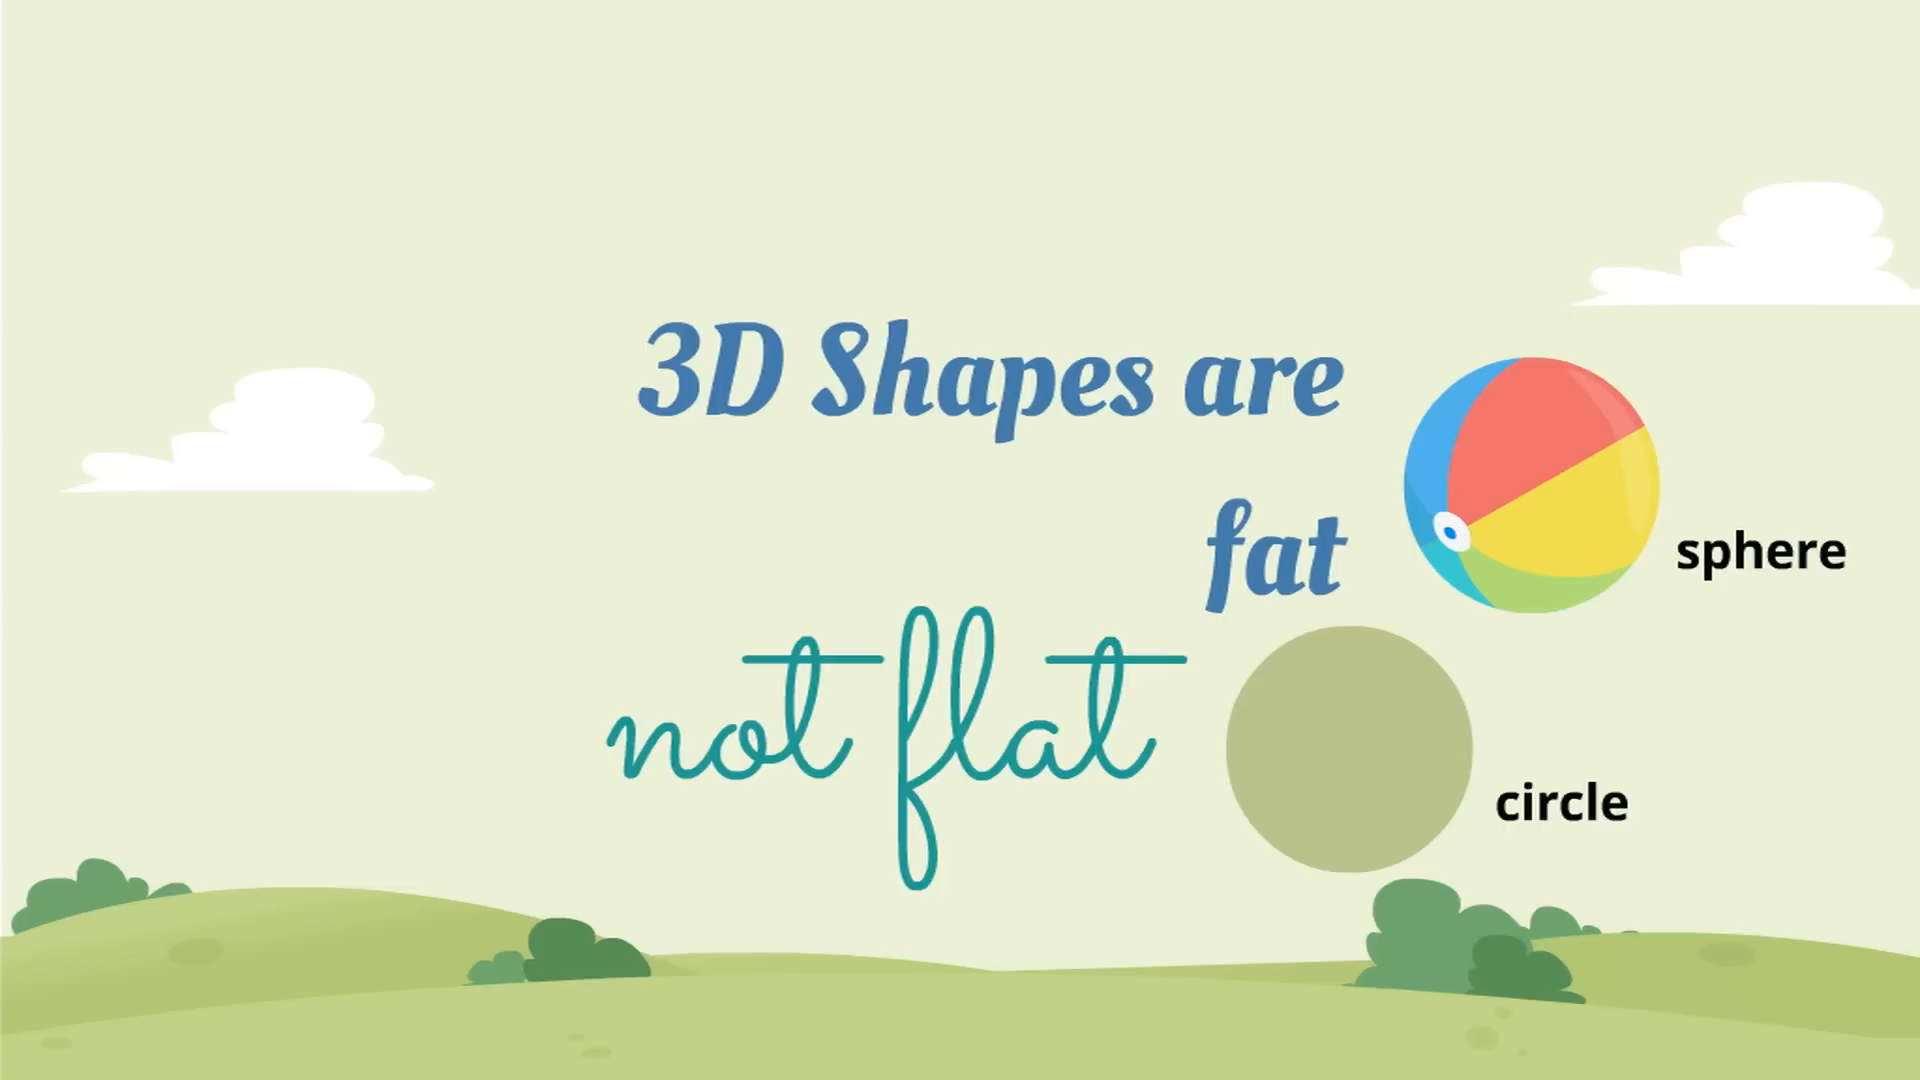 3D Shapes are
fat
sphere
not flat
circle